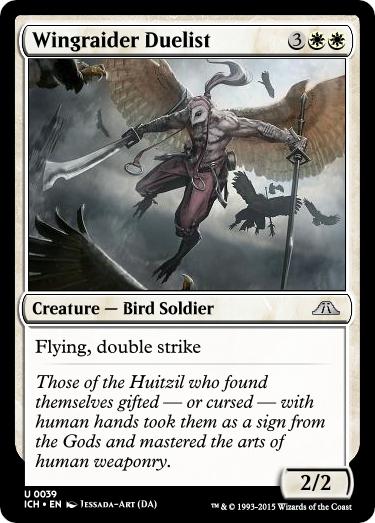 Wingraider Duelist 3
Creature — Bird Soldier
Flying, double strike
Those of the Huitzil who found
themselves gifted — or cursed — with
human hands took them as a sign from
the Gods and mastered the arts of
human weaponry.
2/2
U 0039
ICH • EN Jessada-Art (DA)
™ & © 1993-2015 Wizards of the Coast